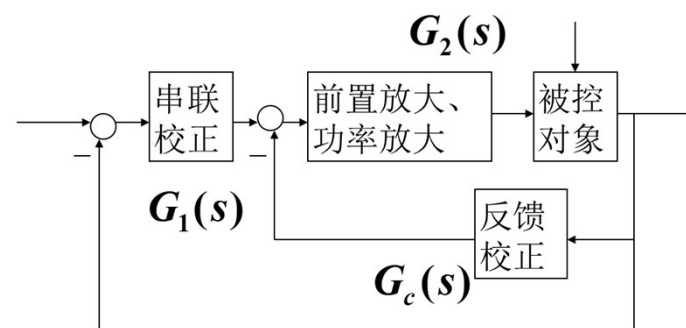 G₂(s)
串联
校正
前置放大、
功率放大
被控
对象
−
−
G₁(s)
反馈
校正
G_c(s)